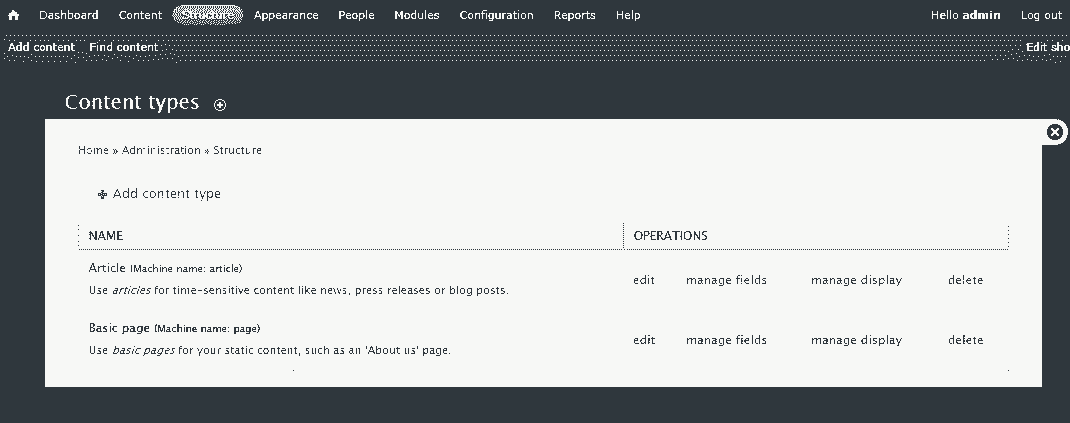 Dashboard Content Structure Appearance People Modules Configuration Reports Help Hello admin Log out
Add content Find content Edit sho
Content types
Home » Administration » Structure
Add content type
NAME OPERATIONS
Article (Machine name: article)
edit manage fields manage display delete
Use articles for time-sensitive content like news, press releases or blog posts.
Basic page (Machine name: page)
edit manage fields manage display delete
Use basic pages for your static content, such as an 'About us' page.